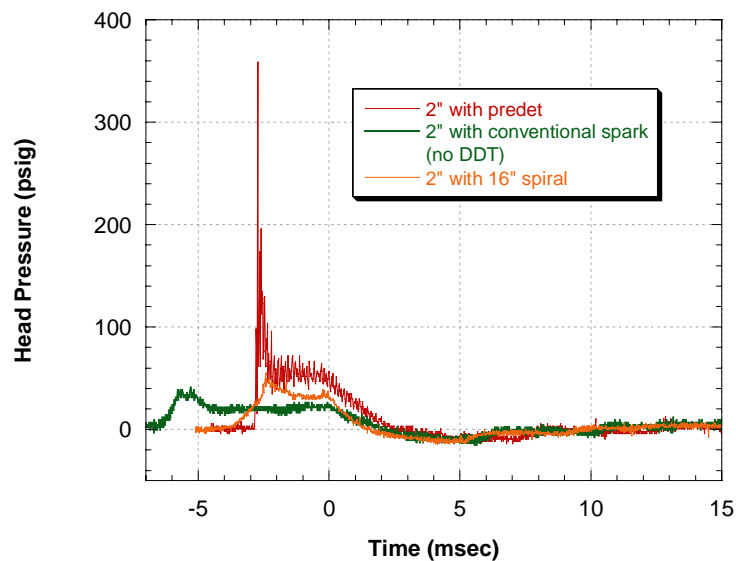 400
300
200
100
0
Head Pressure (psig)
2" with predet
2" with conventional spark
(no DDT)
2" with 16" spiral
-5
0
5
10
15
Time (msec)